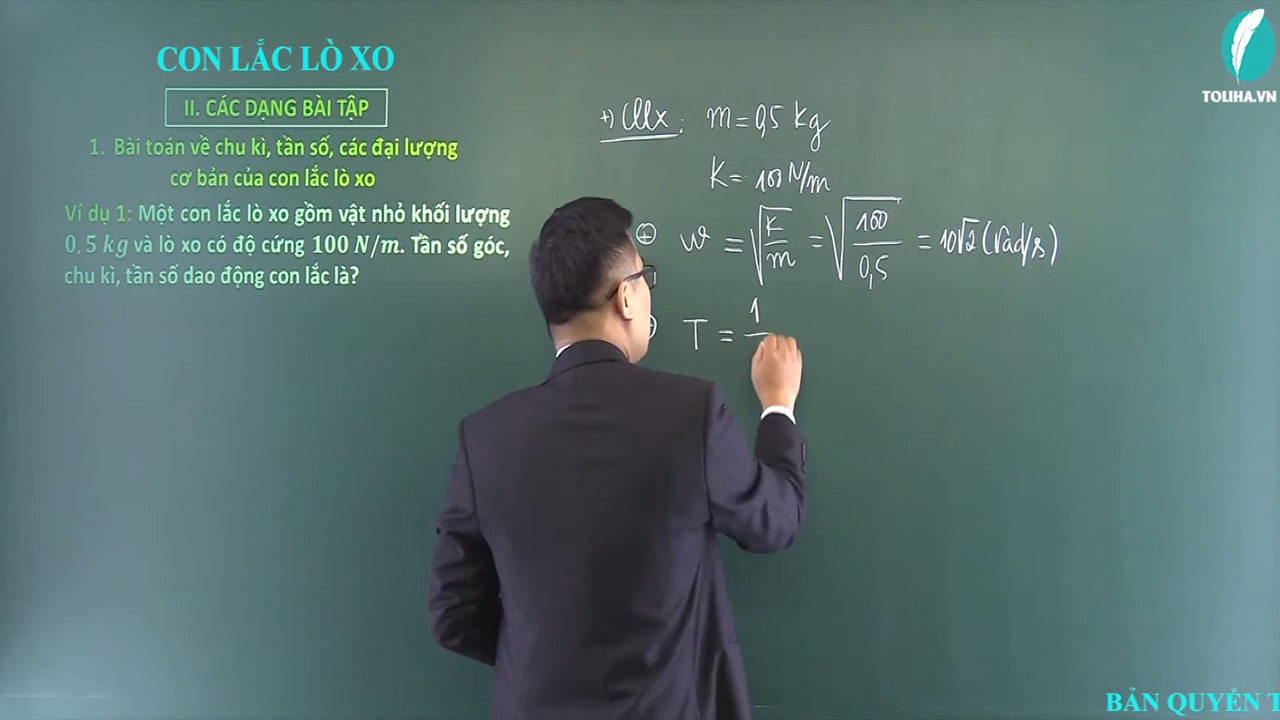 CON LẮC LÒ XO
II. CÁC DẠNG BÀI TẬP
1. Bài toán về chu kì, tần số, các đại lượng
cơ bản của con lắc lò xo
Ví dụ 1: Một con lắc lò xo gồm vật nhỏ khối lượng
0,5 kg và lò xo có độ cứng 100 N/m. Tần số góc,
chu kì, tần số dao động con lắc là?
+) Cllx: m = 0,5 kg
K = 100 N/m
⊕ ω = √(K/m) = √(100/0,5) = 10√2 (rad/s)
T = 1
TOLIHA.VN
BẢN QUYỀN T